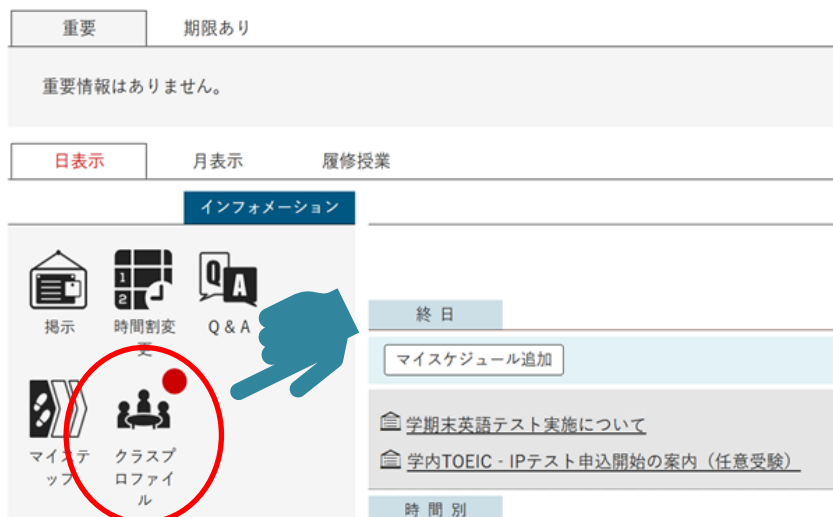 重要 期限あり
重要情報はありません。
日表示 月表示 履修授業
インフォメーション
掲示
時間割変
更
Q & A
マイステ
ップ
クラスプ
ロファイ
ル
終 日
マイスケジュール追加
学期末英語テスト実施について
学内TOEIC - IPテスト申込開始の案内（任意受験）
時 間 別